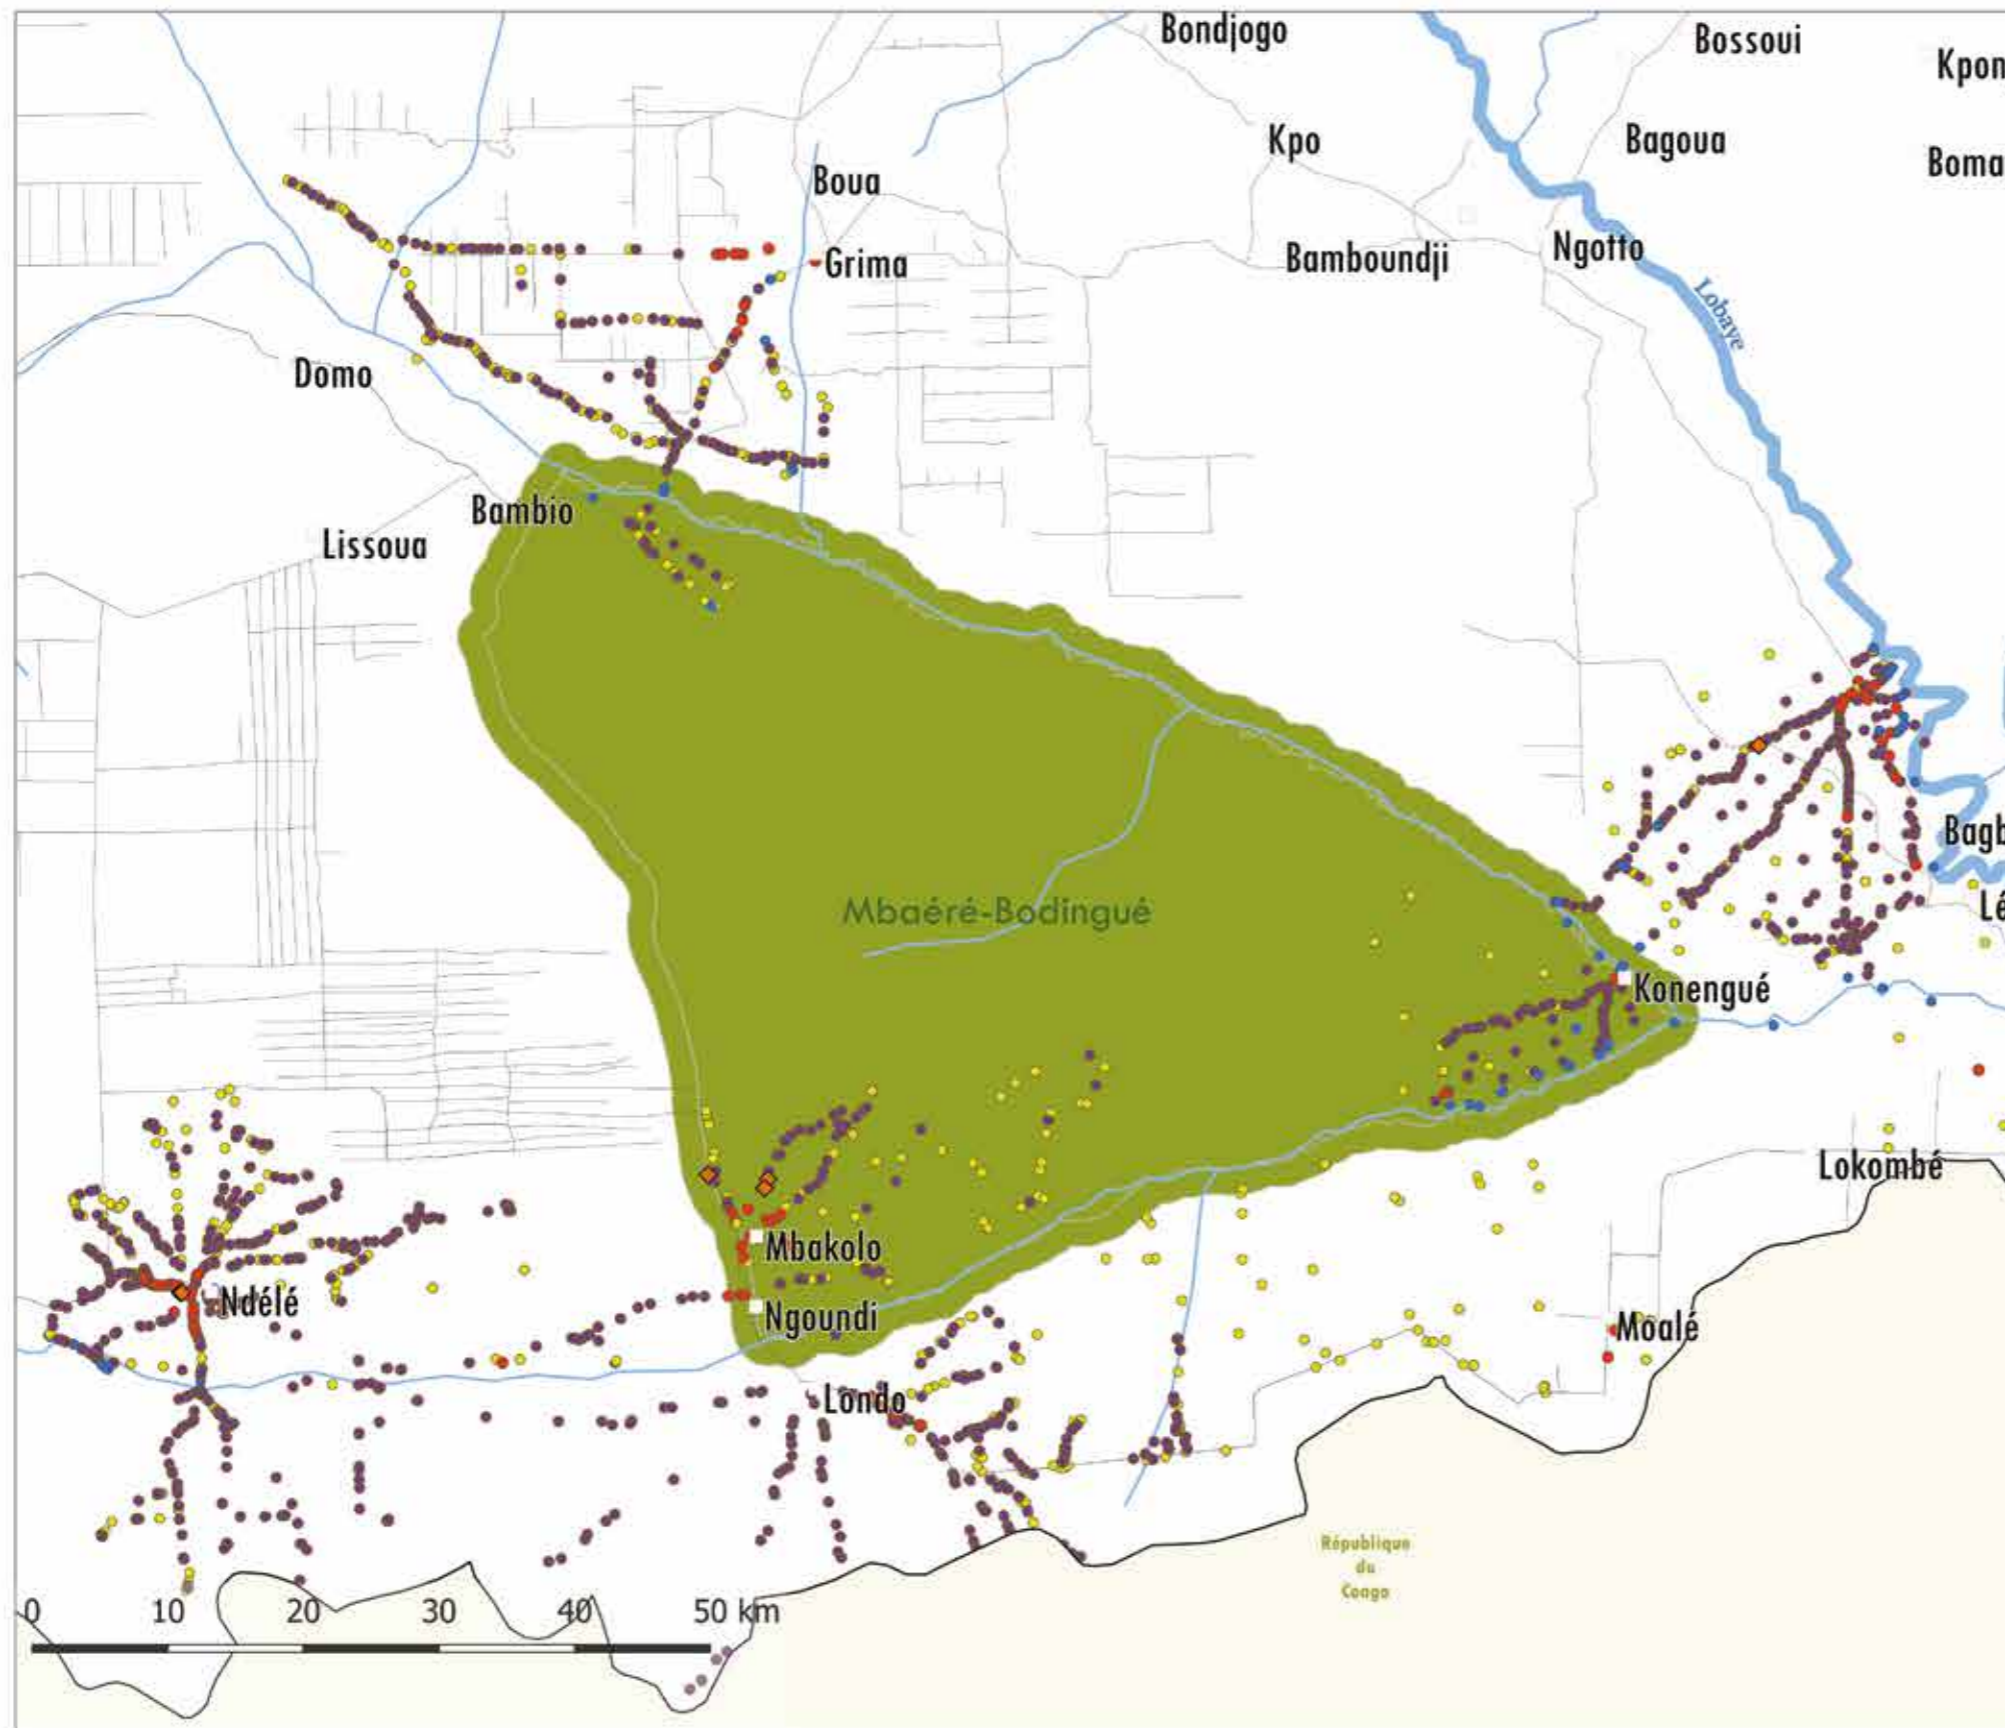 Bondjogo
Bossoui
Kpon
Kpo
Bagoua
Boma
Boua
Grima
Bamboundji
Ngotto
Lobaye
Domo
Bambio
Lissoua
Bagb
Mbaéré-Bodingué
Lé
Konengué
Lokombé
Mbakolo
Ndélé
Ngoundi
Moalé
Londo
République
du
Congo
0 10 20 30 40 50 km